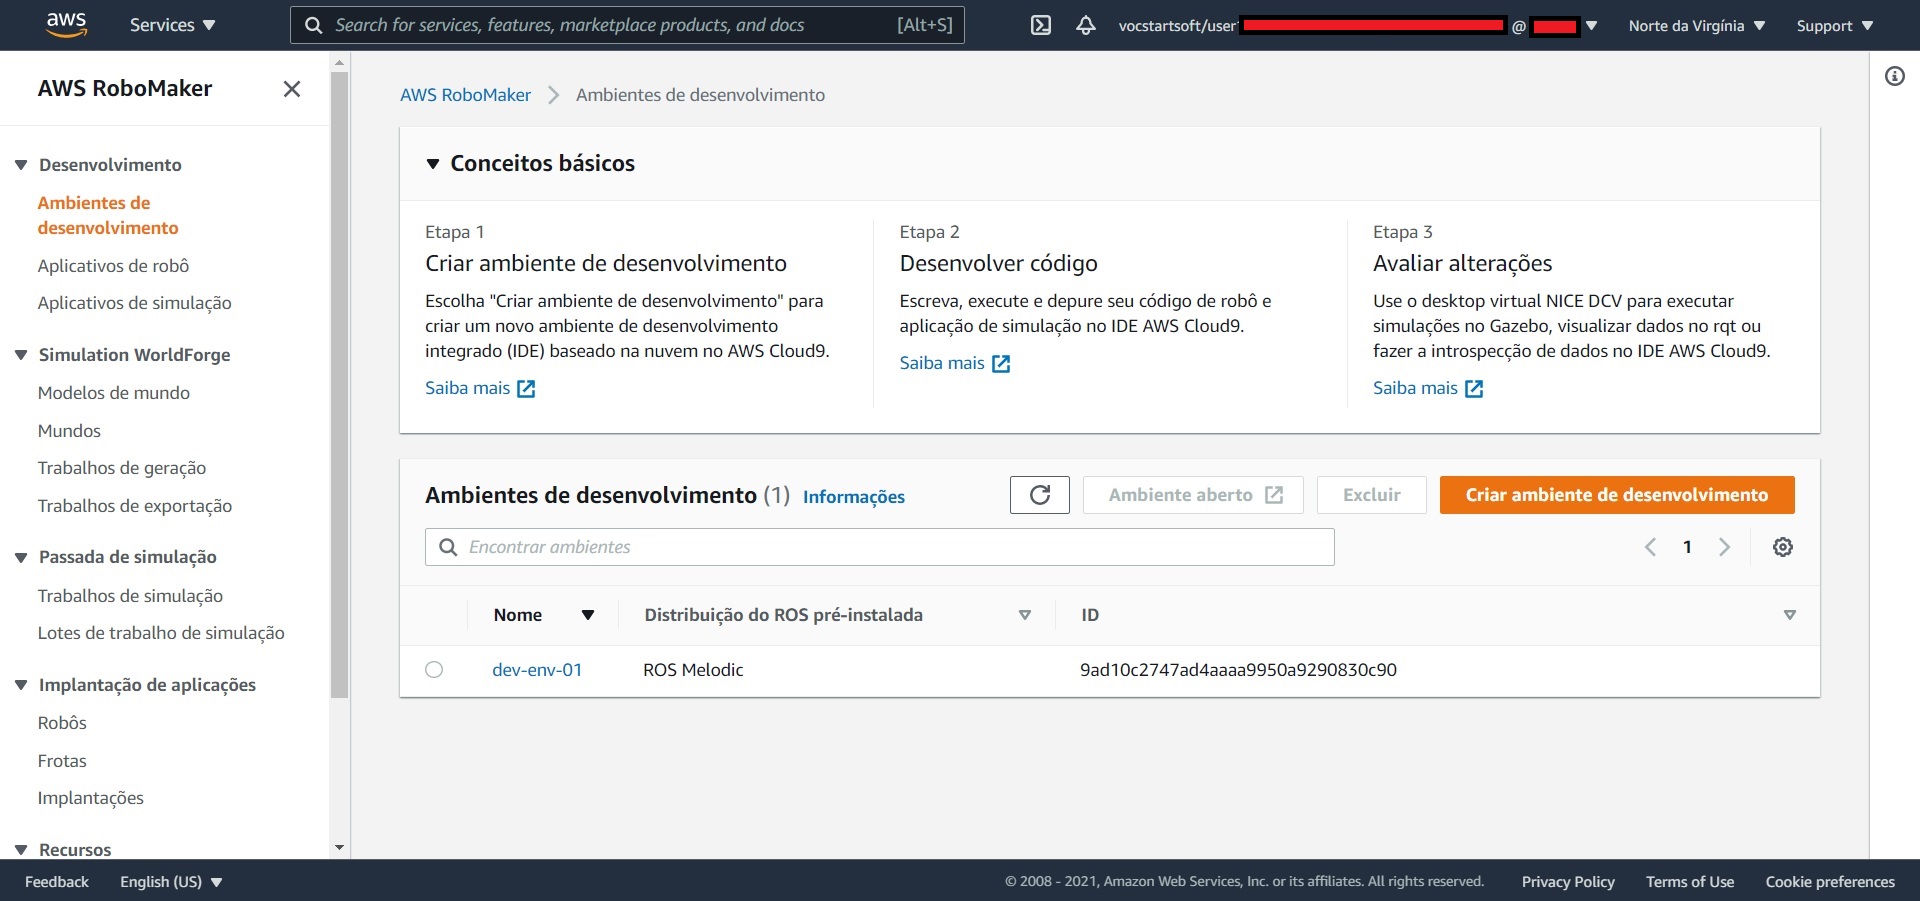 aws
Services
Search for services, features, marketplace products, and docs
[Alt+S]
vocstartsoft/user
@
Norte da Virgínia
Support
AWS RoboMaker
Desenvolvimento
Ambientes de
desenvolvimento
Aplicativos de robô
Aplicativos de simulação
Simulation WorldForge
Modelos de mundo
Mundos
Trabalhos de geração
Trabalhos de exportação
Passada de simulação
Trabalhos de simulação
Lotes de trabalho de simulação
Implantação de aplicações
Robôs
Frotas
Implantações
Recursos
AWS RoboMaker
Ambientes de desenvolvimento
Conceitos básicos
Etapa 1
Criar ambiente de desenvolvimento
Escolha "Criar ambiente de desenvolvimento" para
criar um novo ambiente de desenvolvimento
integrado (IDE) baseado na nuvem no AWS Cloud9.
Saiba mais
Etapa 2
Desenvolver código
Escreva, execute e depure seu código de robô e
aplicação de simulação no IDE AWS Cloud9.
Saiba mais
Etapa 3
Avaliar alterações
Use o desktop virtual NICE DCV para executar
simulações no Gazebo, visualizar dados no rqt ou
fazer a introspecção de dados no IDE AWS Cloud9.
Saiba mais
Ambientes de desenvolvimento (1) Informações
Ambiente aberto
Excluir
Criar ambiente de desenvolvimento
Encontrar ambientes
1
Nome
Distribuição do ROS pré-instalada
ID
dev-env-01
ROS Melodic
9ad10c2747ad4aaaa9950a9290830c90
Feedback
English (US)
© 2008 - 2021, Amazon Web Services, Inc. or its affiliates. All rights reserved.
Privacy Policy
Terms of Use
Cookie preferences